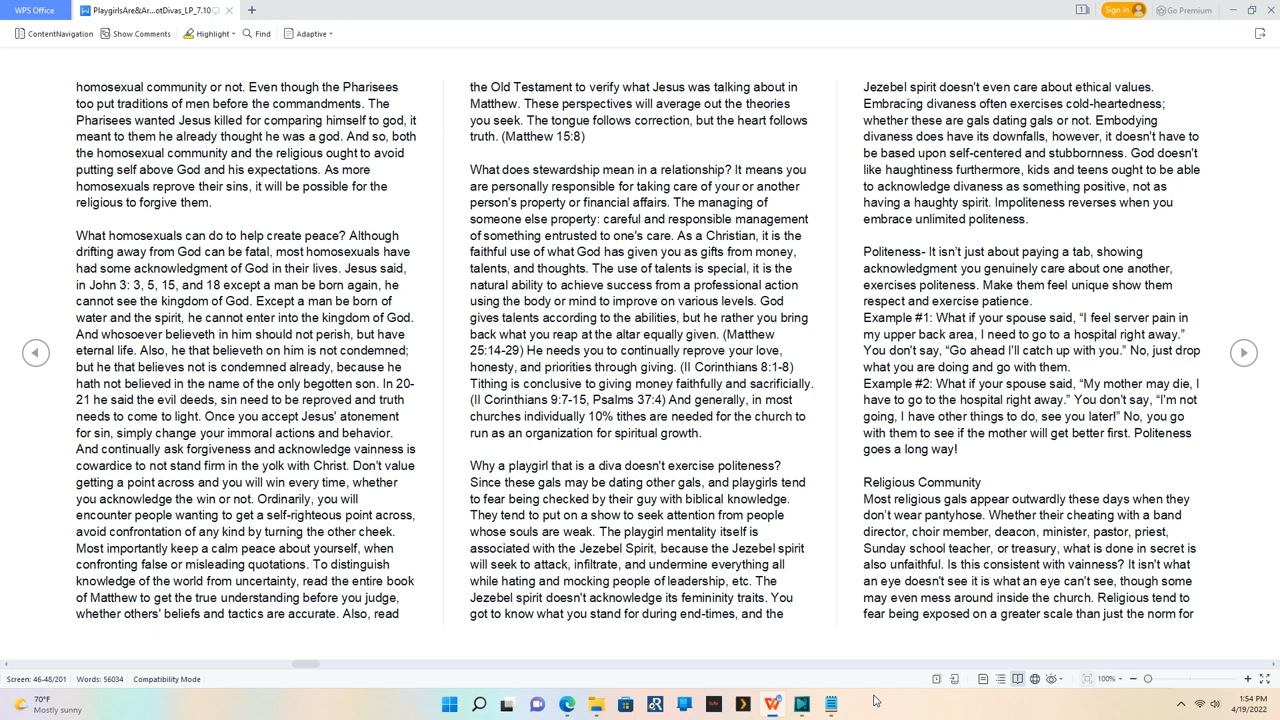 WPS Office
PlaygirlsAre&Ar...otDivas_LP_7.10
Sign in
Go Premium
ContentNavigation
Show Comments
Highlight
Find
Adaptive
homosexual community or not. Even though the Pharisees
too put traditions of men before the commandments. The
Pharisees wanted Jesus killed for comparing himself to god, it
meant to them he already thought he was a god. And so, both
the homosexual community and the religious ought to avoid
putting self above God and his expectations. As more
homosexuals reprove their sins, it will be possible for the
religious to forgive them.
What homosexuals can do to help create peace? Although
drifting away from God can be fatal, most homosexuals have
had some acknowledgment of God in their lives. Jesus said,
in John 3: 3, 5, 15, and 18 except a man be born again, he
cannot see the kingdom of God. Except a man be born of
water and the spirit, he cannot enter into the kingdom of God.
And whosoever believeth in him should not perish, but have
eternal life. Also, he that believeth on him is not condemned;
but he that believes not is condemned already, because he
hath not believed in the name of the only begotten son. In 20-
21 he said the evil deeds, sin need to be reproved and truth
needs to come to light. Once you accept Jesus' atonement
for sin, simply change your immoral actions and behavior.
And continually ask forgiveness and acknowledge vainness is
cowardice to not stand firm in the yolk with Christ. Don't value
getting a point across and you will win every time, whether
you acknowledge the win or not. Ordinarily, you will
encounter people wanting to get a self-righteous point across,
avoid confrontation of any kind by turning the other cheek.
Most importantly keep a calm peace about yourself, when
confronting false or misleading quotations. To distinguish
knowledge of the world from uncertainty, read the entire book
of Matthew to get the true understanding before you judge,
whether others' beliefs and tactics are accurate. Also, read
the Old Testament to verify what Jesus was talking about in
Matthew. These perspectives will average out the theories
you seek. The tongue follows correction, but the heart follows
truth. (Matthew 15:8)
What does stewardship mean in a relationship? It means you
are personally responsible for taking care of your or another
person's property or financial affairs. The managing of
someone else property: careful and responsible management
of something entrusted to one's care. As a Christian, it is the
faithful use of what God has given you as gifts from money,
talents, and thoughts. The use of talents is special, it is the
natural ability to achieve success from a professional action
using the body or mind to improve on various levels. God
gives talents according to the abilities, but he rather you bring
back what you reap at the altar equally given. (Matthew
25:14-29) He needs you to continually reprove your love,
honesty, and priorities through giving. (II Corinthians 8:1-8)
Tithing is conclusive to giving money faithfully and sacrificially.
(II Corinthians 9:7-15, Psalms 37:4) And generally, in most
churches individually 10% tithes are needed for the church to
run as an organization for spiritual growth.
Why a playgirl that is a diva doesn't exercise politeness?
Since these gals may be dating other gals, and playgirls tend
to fear being checked by their guy with biblical knowledge.
They tend to put on a show to seek attention from people
whose souls are weak. The playgirl mentality itself is
associated with the Jezebel Spirit, because the Jezebel spirit
will seek to attack, infiltrate, and undermine everything all
while hating and mocking people of leadership, etc. The
Jezebel spirit doesn't acknowledge its femininity traits. You
got to know what you stand for during end-times, and the
Jezebel spirit doesn't even care about ethical values.
Embracing divaness often exercises cold-heartedness;
whether these are gals dating gals or not. Embodying
divaness does have its downfalls, however, it doesn't have to
be based upon self-centered and stubbornness. God doesn't
like haughtiness furthermore, kids and teens ought to be able
to acknowledge divaness as something positive, not as
having a haughty spirit. Impoliteness reverses when you
embrace unlimited politeness.
Politeness- It isn't just about paying a tab, showing
acknowledgment you genuinely care about one another,
exercises politeness. Make them feel unique show them
respect and exercise patience.
Example #1: What if your spouse said, “I feel server pain in
my upper back area, I need to go to a hospital right away.”
You don't say, “Go ahead I'll catch up with you.” No, just drop
what you are doing and go with them.
Example #2: What if your spouse said, “My mother may die, I
have to go to the hospital right away.” You don't say, “I'm not
going, I have other things to do, see you later!” No, you go
with them to see if the mother will get better first. Politeness
goes a long way!
Religious Community
Most religious gals appear outwardly these days when they
don't wear pantyhose. Whether their cheating with a band
director, choir member, deacon, minister, pastor, priest,
Sunday school teacher, or treasury, what is done in secret is
also unfaithful. Is this consistent with vainness? It isn't what
an eye doesn't see it is what an eye can't see, though some
may even mess around inside the church. Religious tend to
fear being exposed on a greater scale than just the norm for
Screen: 46-48/201
Words: 56034
Compatibility Mode
100%
70°F
Mostly sunny
1:54 PM
4/19/2022